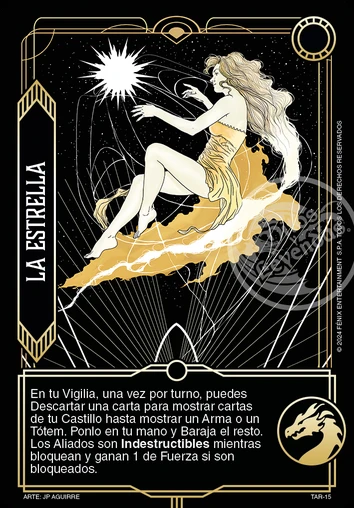 LA ESTRELLA
En tu Vigilia, una vez por turno, puedes
Descartar una carta para mostrar cartas
de tu Castillo hasta mostrar un Arma o un
Tótem. Ponlo en tu mano y Baraja el resto.
Los Aliados son Indestructibles mientras
bloquean y ganan 1 de Fuerza si son
bloqueados.
ARTE: JP AGUIRRE
TAR-15
© 2024 FÉNIX ENTERTAINMENT S.P.A. TODOS LOS DERECHOS RESERVADOS